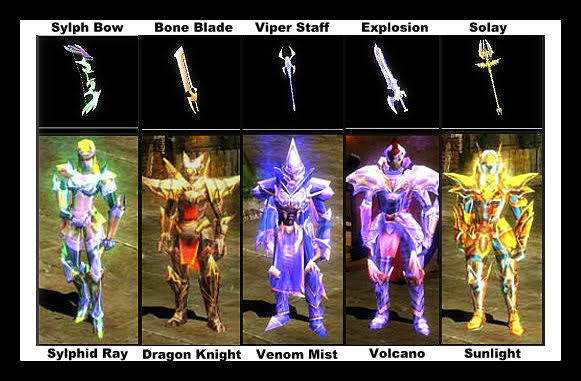 Sylph Bow Bone Blade Viper Staff Explosion Solay
Sylphid Ray Dragon Knight Venom Mist Volcano Sunlight